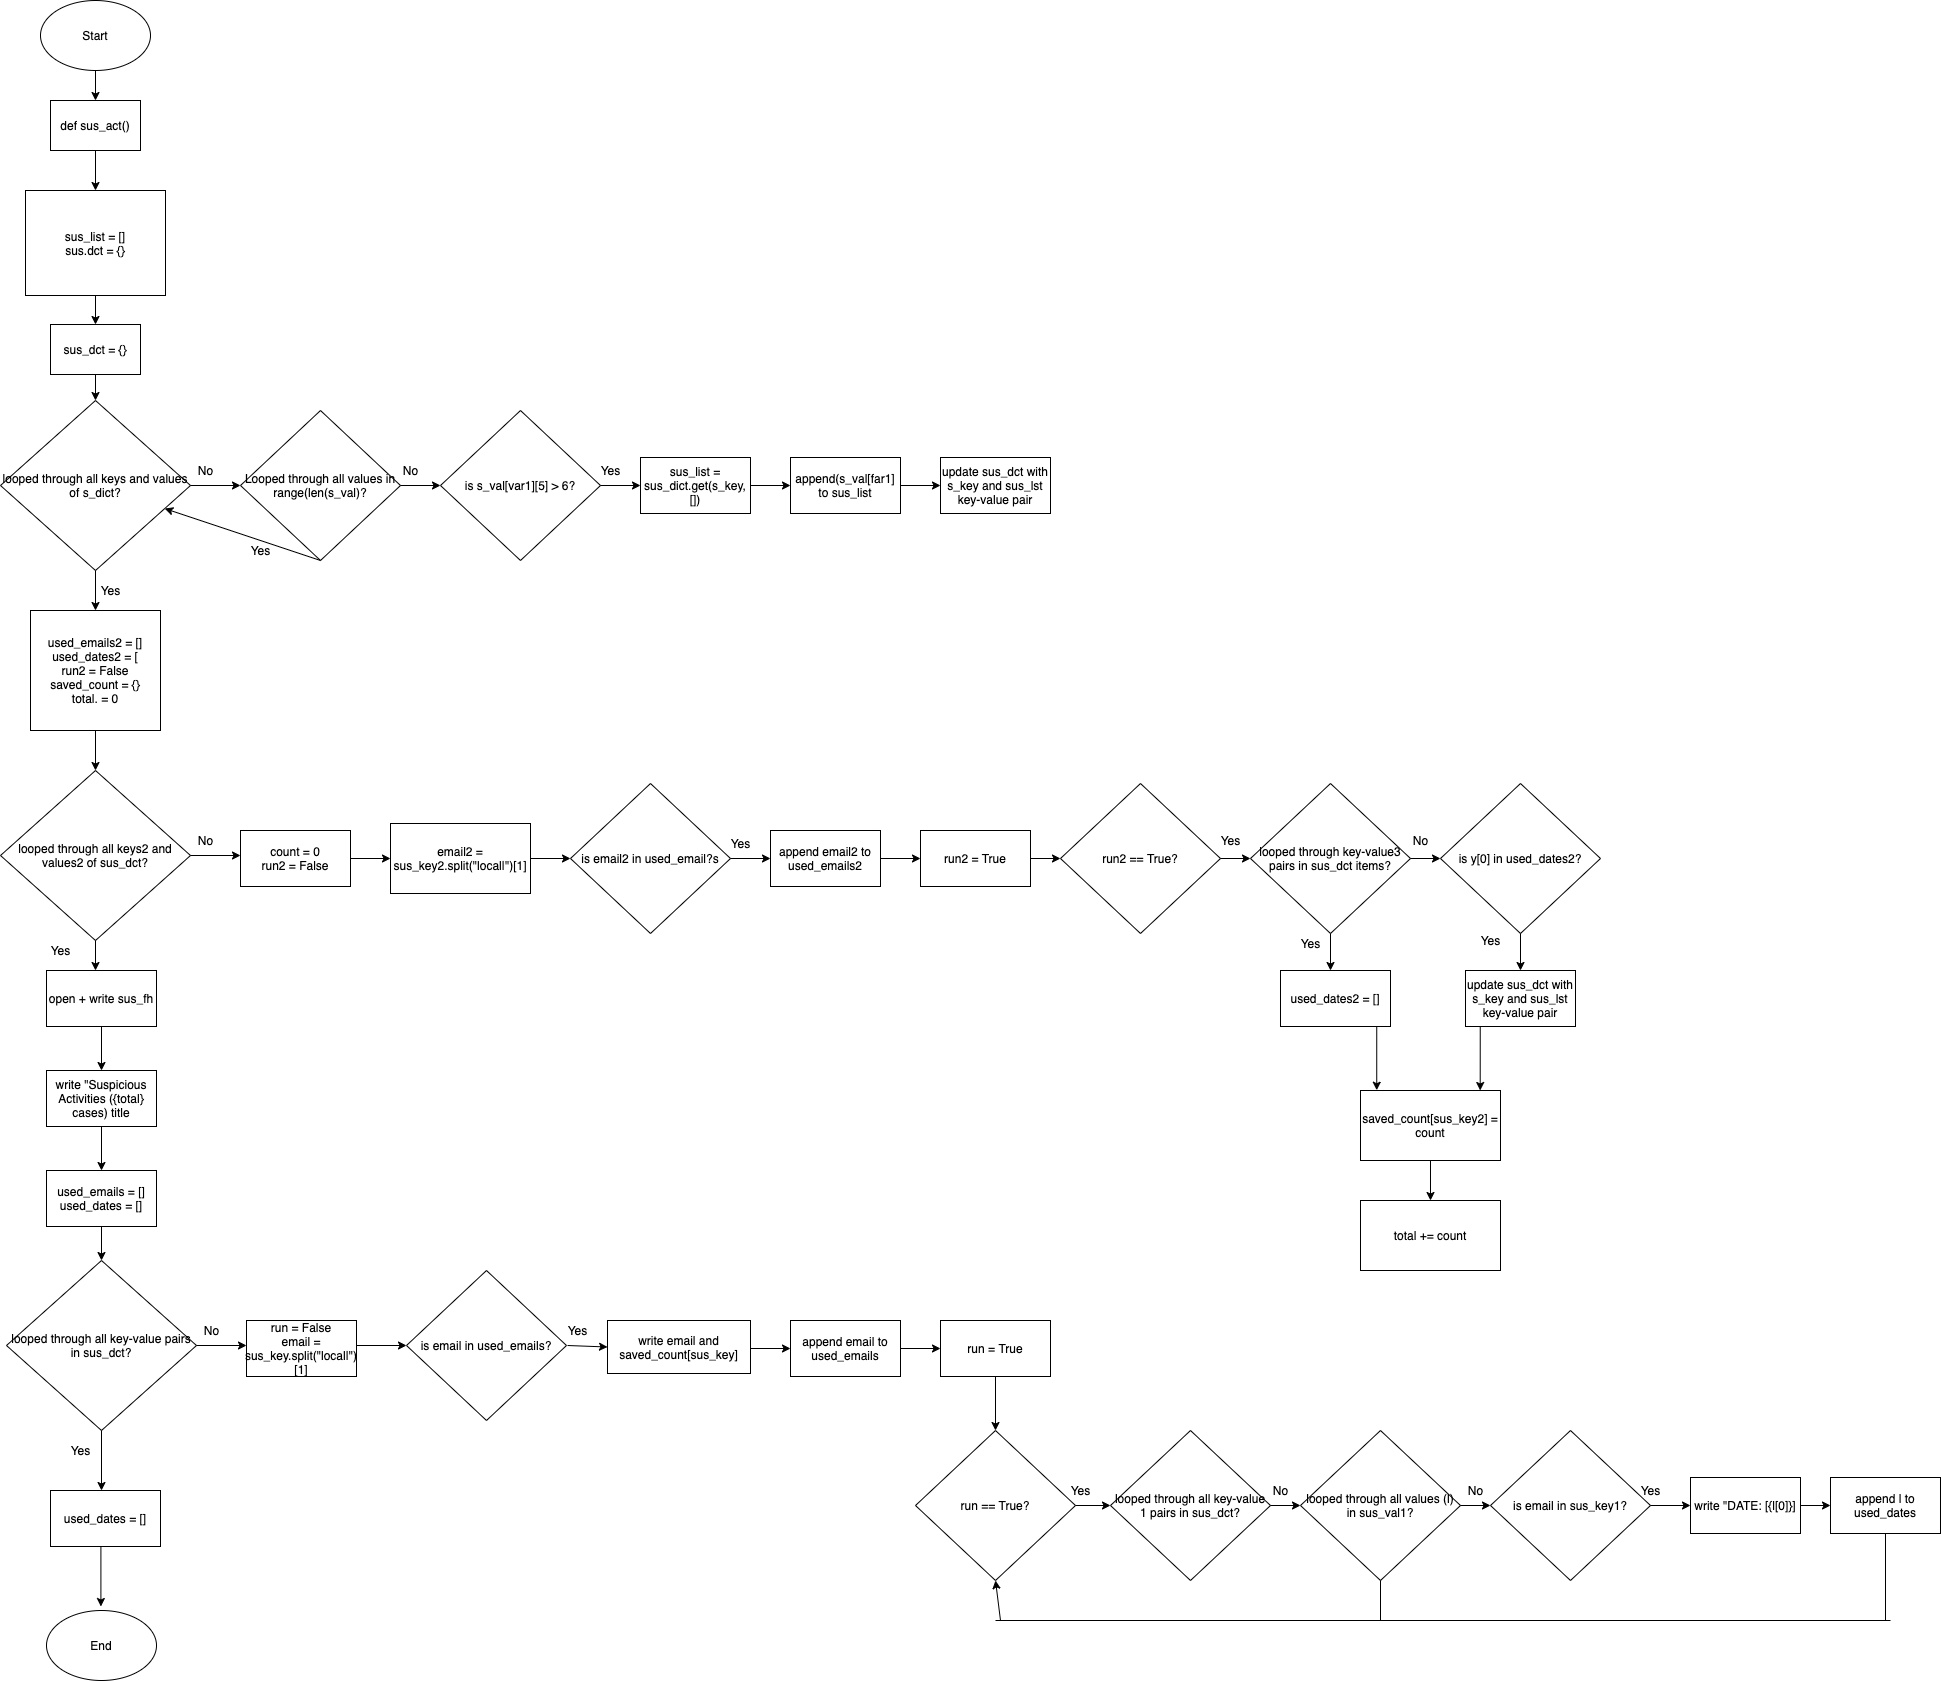 Start
def sus_act()
sus_list = []
sus.dct = {}
sus_dct = {}
looped through all keys and values
of s_dict?
No
Looped through all values in
range(len(s_val)?
No
is s_val[var1][5] > 6?
Yes
sus_list =
sus_dict.get(s_key,
[])
append(s_val[far1]
to sus_list
update sus_dct with
s_key and sus_lst
key-value pair
Yes
Yes
used_emails2 = []
used_dates2 = [
run2 = False
saved_count = {}
total. = 0
looped through all keys2 and
values2 of sus_dct?
No
count = 0
run2 = False
email2 =
sus_key2.split("locall")[1]
is email2 in used_email?s
Yes
append email2 to
used_emails2
run2 = True
run2 == True?
Yes
looped through key-value3
pairs in sus_dct items?
No
is y[0] in used_dates2?
Yes
Yes
Yes
open + write sus_fh
used_dates2 = []
update sus_dct with
s_key and sus_lst
key-value pair
write "Suspicious
Activities ({total}
cases) title
saved_count[sus_key2] =
count
used_emails = []
used_dates = []
total += count
looped through all key-value pairs
in sus_dct?
No
run = False
email =
sus_key.split("locall")
[1]
is email in used_emails?
Yes
write email and
saved_count[sus_key]
append email to
used_emails
run = True
Yes
used_dates = []
run == True?
Yes
looped through all key-value
1 pairs in sus_dct?
No
looped through all values (l)
in sus_val1?
No
is email in sus_key1?
Yes
write "DATE: [{l[0]}]
append l to
used_dates
End